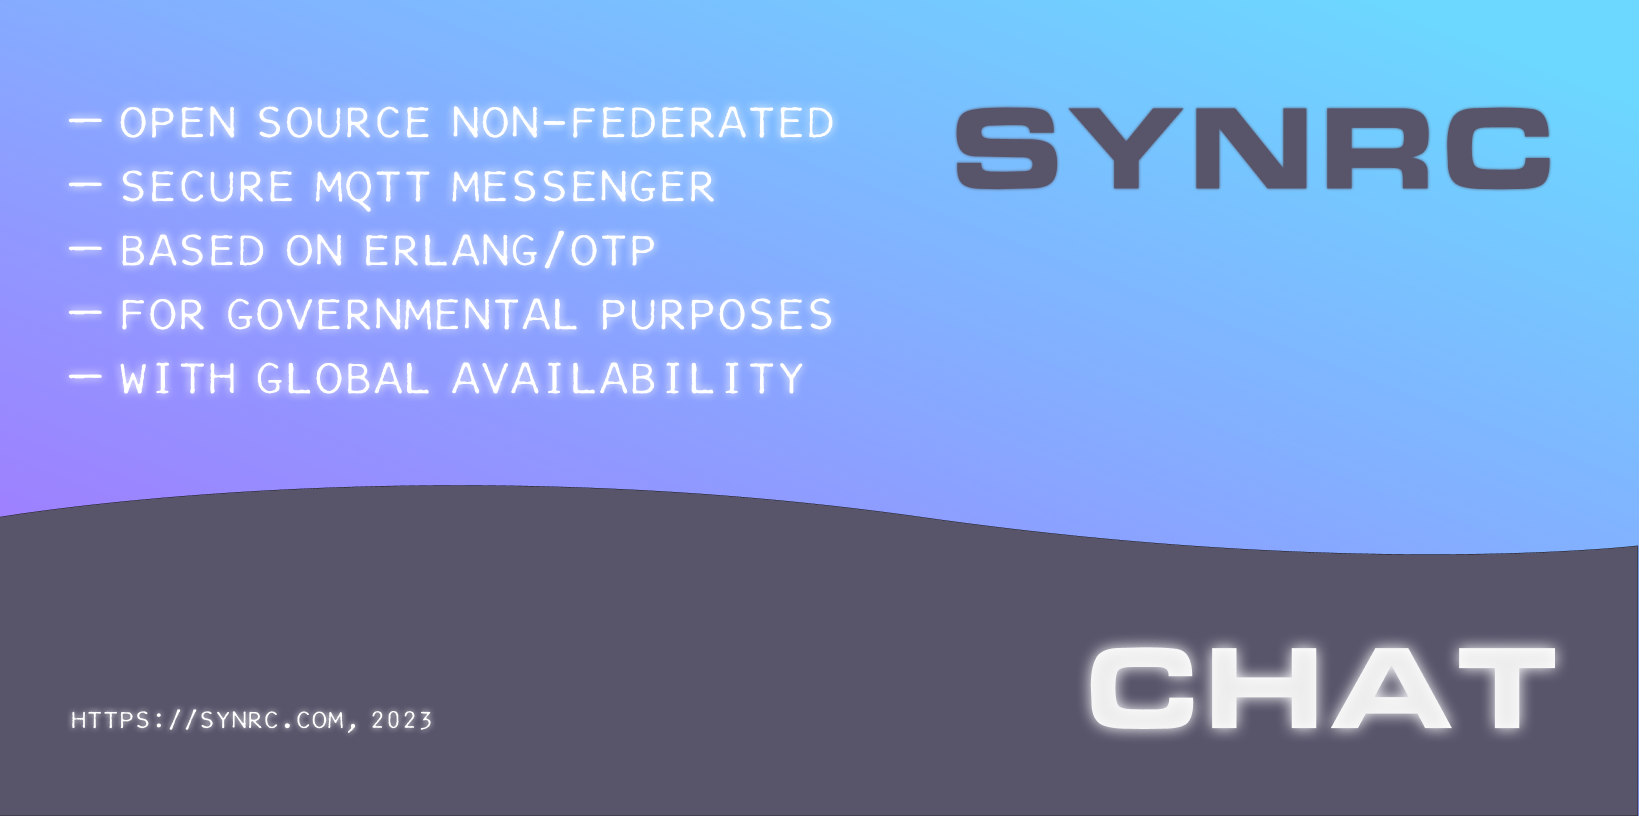 — OPEN SOURCE NON-FEDERATED
— SECURE MQTT MESSENGER
— BASED ON ERLANG/OTP
— FOR GOVERNMENTAL PURPOSES
— WITH GLOBAL AVAILABILITY
SYNRC
CHAT
HTTPS://SYNRC.COM, 2023